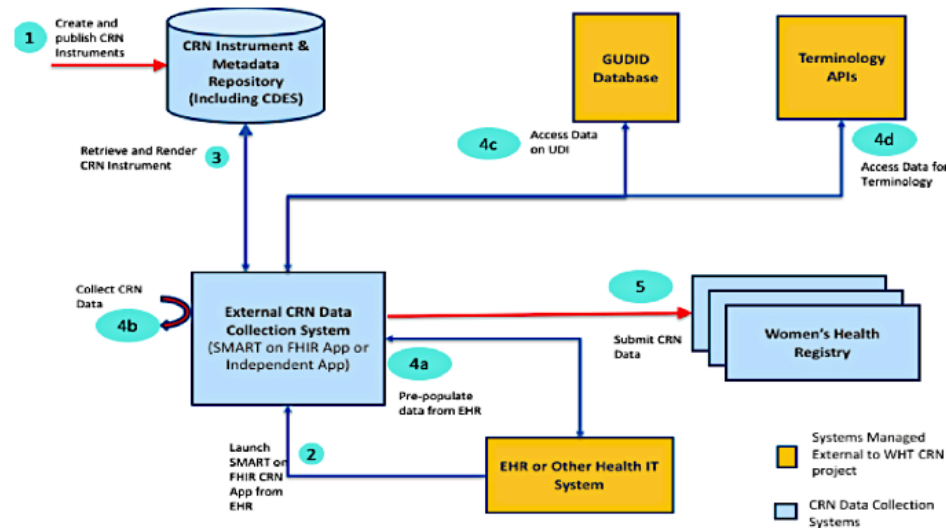 1
Create and
publish CRN
Instruments
CRN Instrument &
Metadata
Repository
(Including CDES)
GUDID
Database
Terminology
APIs
Retrieve and Render
CRN Instrument
3
4c
Access Data
on UDI
4d
Access Data for
Terminology
Collect CRN
Data
4b
External CRN Data
Collection System
(SMART on FHIR App or
Independent App)
5
Submit CRN
Data
Women's Health
Registry
4a
Pre-populate
data from EHR
Launch
SMART on
FHIR CRN
App from
EHR
2
EHR or Other Health IT
System
Systems Managed
External to WHT CRN
project
CRN Data Collection
Systems